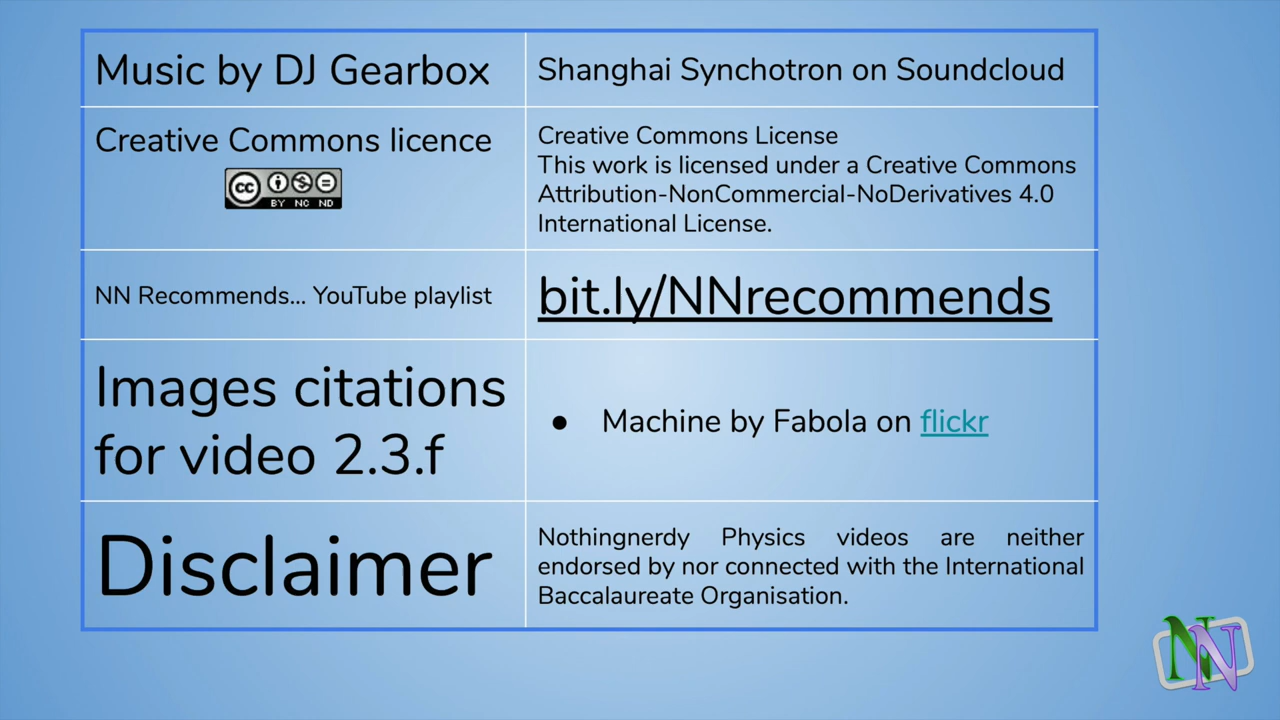 Music by DJ Gearbox
Shanghai Synchotron on Soundcloud
Creative Commons licence
cc
BY NC ND
Creative Commons License
This work is licensed under a Creative Commons
Attribution-NonCommercial-NoDerivatives 4.0
International License.
NN Recommends... YouTube playlist
bit.ly/NNrecommends
Images citations
for video 2.3.f
● Machine by Fabola on flickr
Disclaimer
Nothingnerdy Physics videos are neither
endorsed by nor connected with the International
Baccalaureate Organisation.
NN